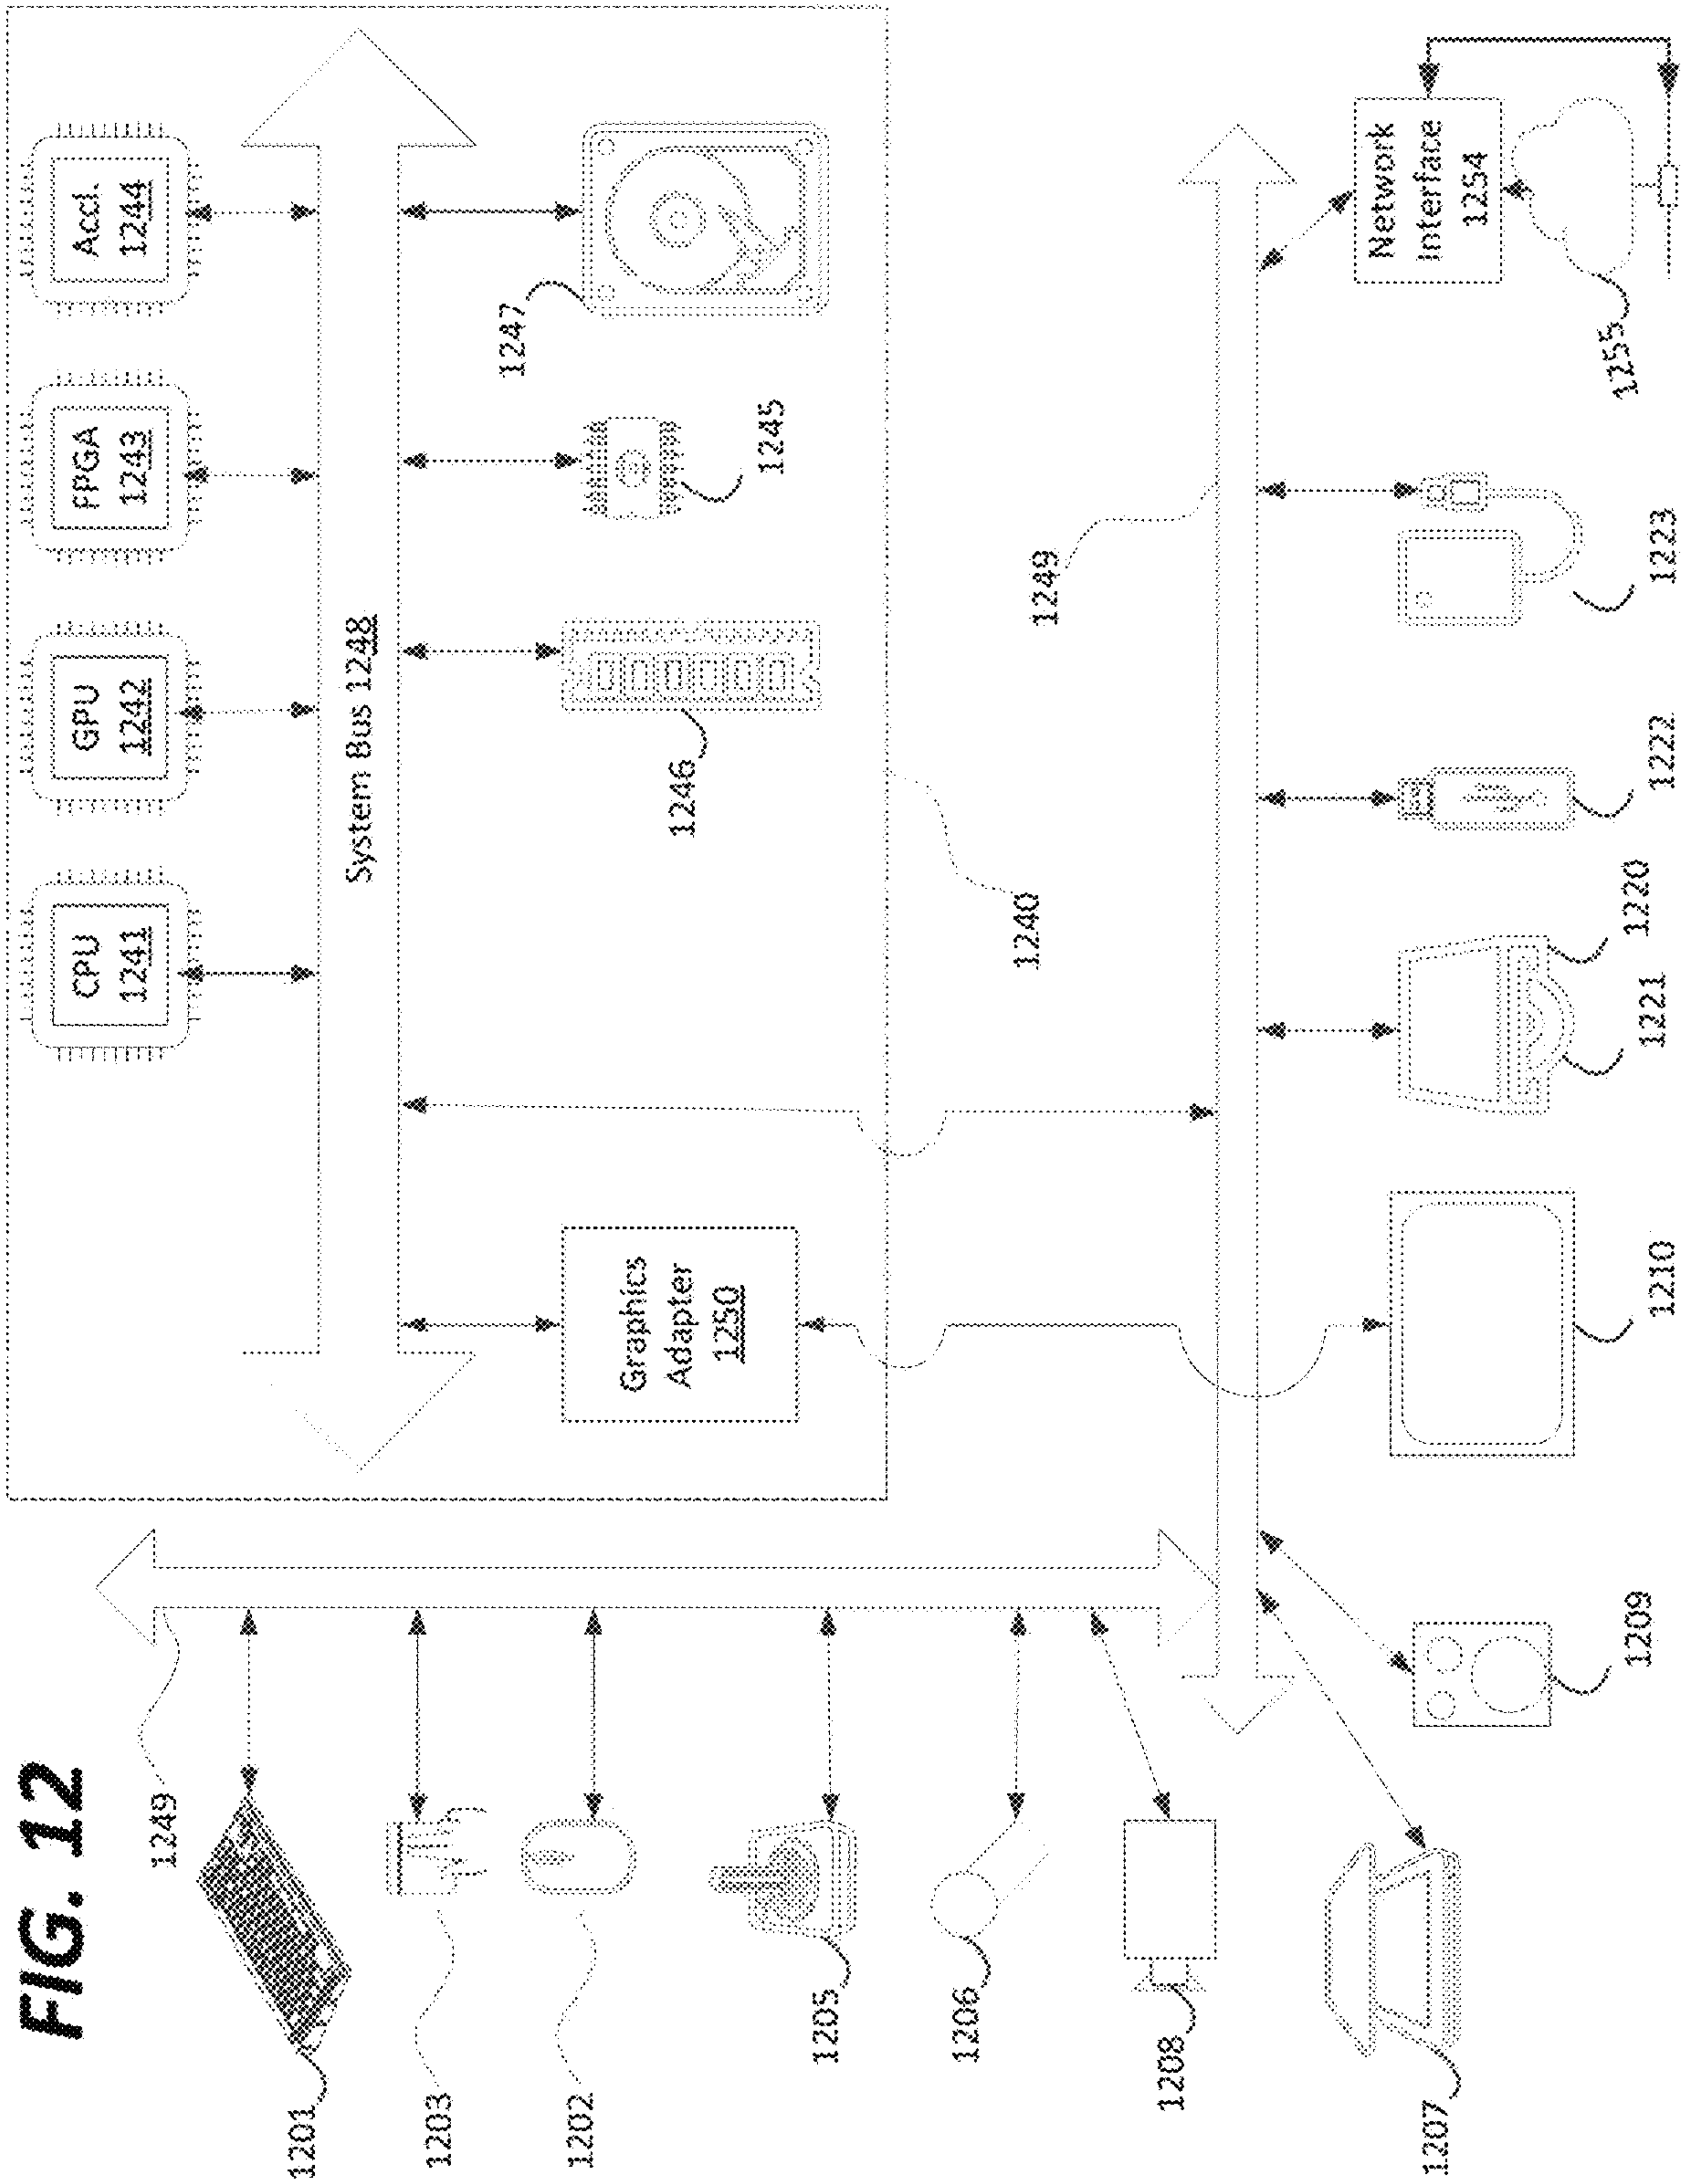 FIG. 12
1249
1201
1203
1202
1205
1206
1208
1207
CPU
1241
GPU
1242
FPGA
1243
Accl.
1244
System Bus 1248
Graphics
Adapter
1250
1246
1245
1247
1240
1249
1209
1210
1221
1220
1222
1223
Network
Interface
1254
1255